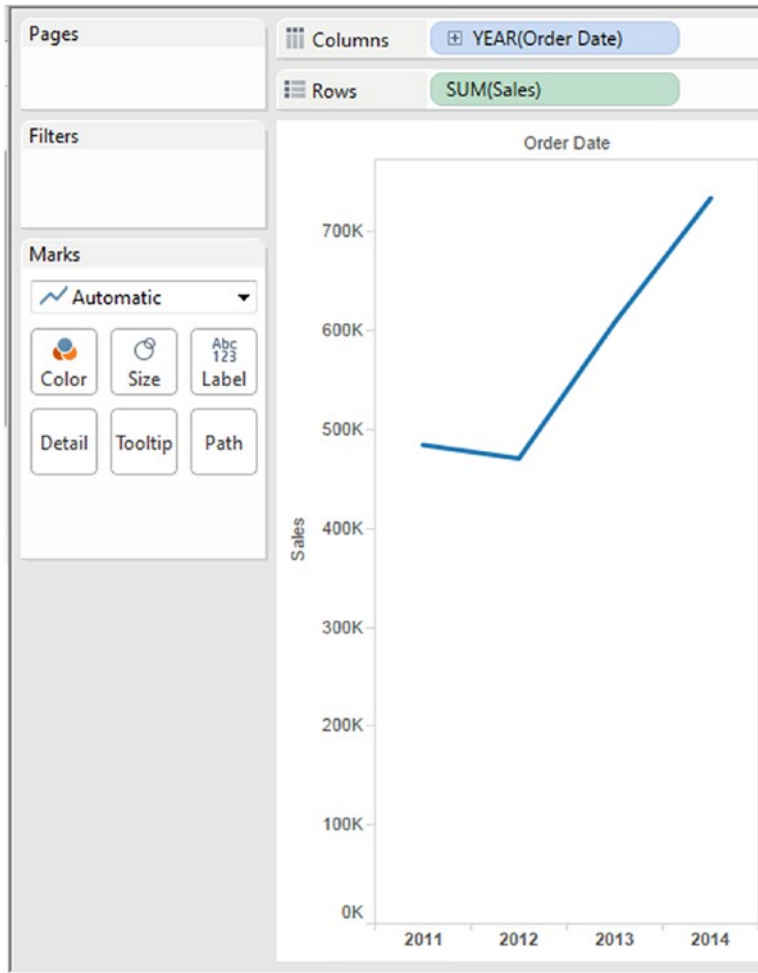 Pages
Columns
YEAR(Order Date)
Rows
SUM(Sales)
Filters
Marks
Automatic
Color
Size
Abc
123
Label
Detail
Tooltip
Path
Order Date
Sales
700K
600K
500K
400K
300K
200K
100K
0K
2011 2012 2013 2014